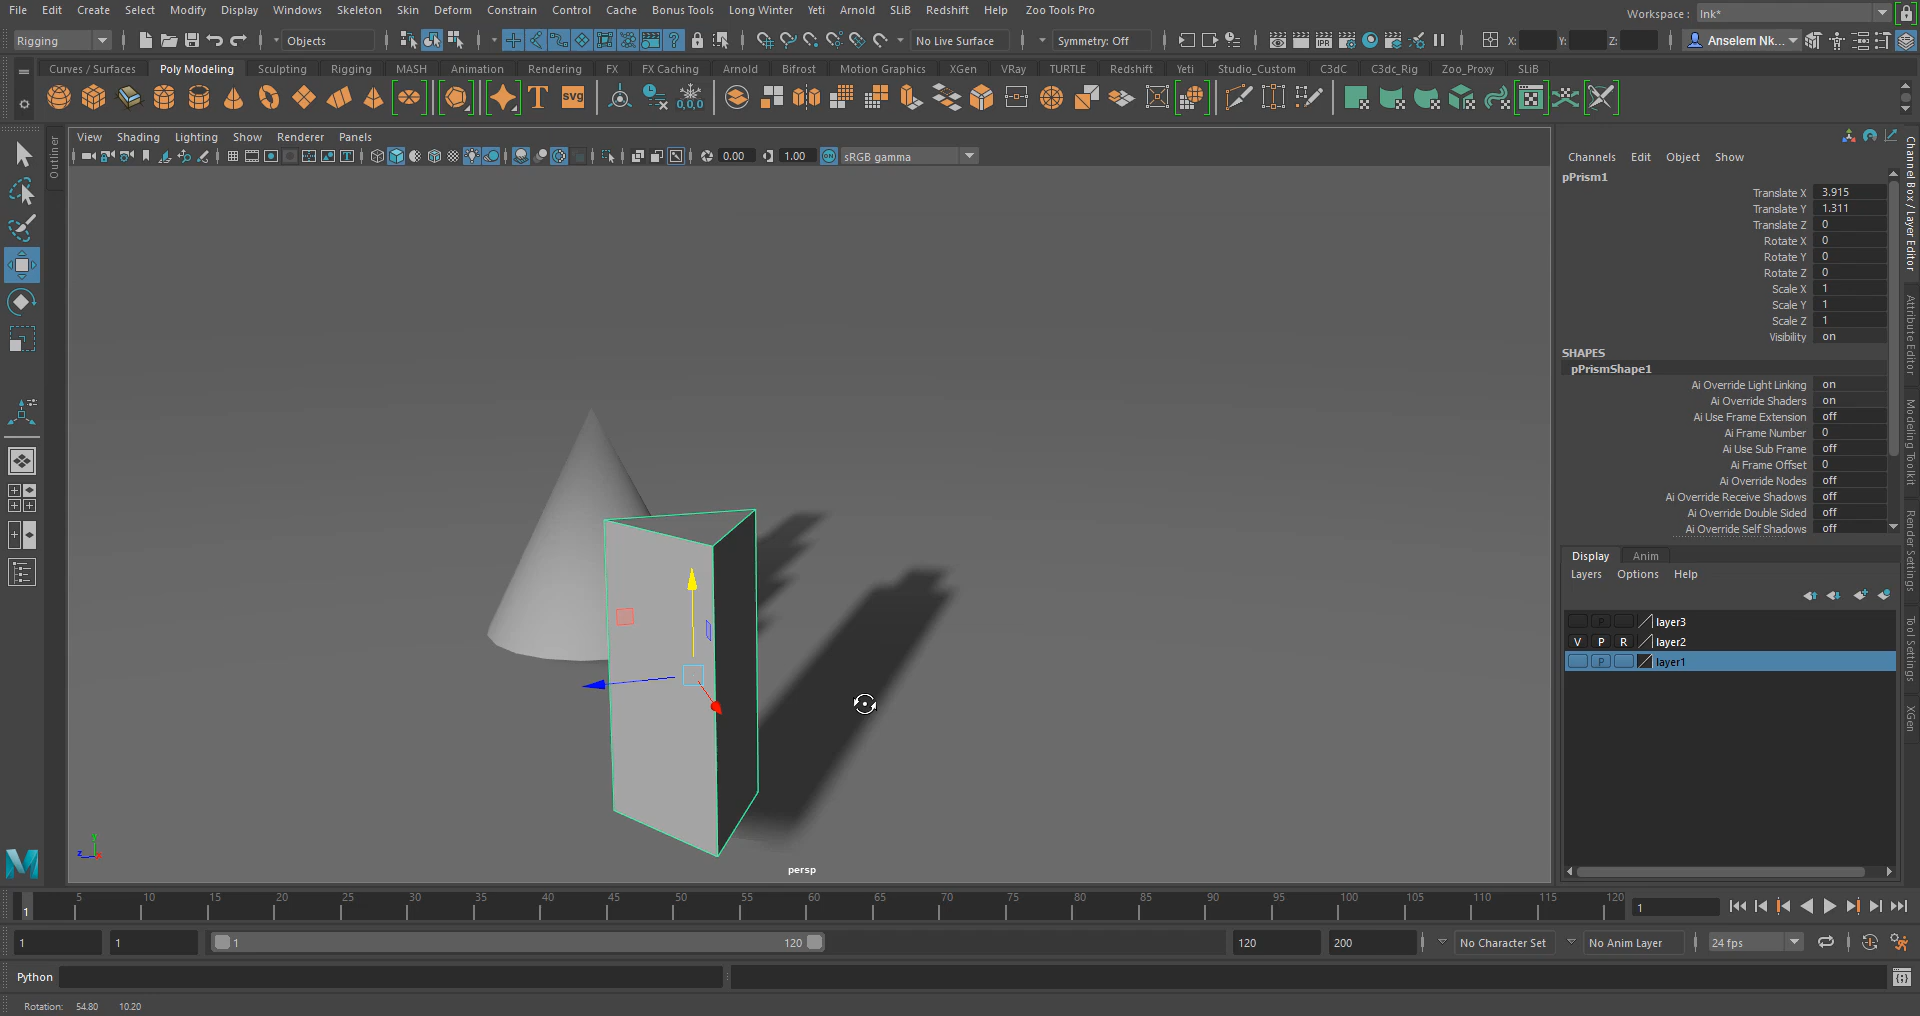 File Edit Create Select Modify Display Windows Skeleton Skin Deform Constrain Control Cache Bonus Tools Long Winter Yeti Arnold SLiB Redshift Help Zoo Tools Pro
Workspace : Ink*
Rigging Objects No Live Surface Symmetry: Off X: Y: Z: Anselem Nk...
Curves / Surfaces Poly Modeling Sculpting Rigging MASH Animation Rendering FX FX Caching Arnold Bifrost Motion Graphics XGen VRay TURTLE Redshift Yeti Studio_Custom C3dC C3dc_Rig Zoo_Proxy SLiB
T SVG 0,0,0
View Shading Lighting Show Renderer Panels
0.00 1.00 sRGB gamma
Outliner
persp
Channels Edit Object Show
pPrism1
Translate X 3.915
Translate Y 1.311
Translate Z 0
Rotate X 0
Rotate Y 0
Rotate Z 0
Scale X 1
Scale Y 1
Scale Z 1
Visibility on
SHAPES
pPrismShape1
Ai Override Light Linking on
Ai Override Shaders on
Ai Use Frame Extension off
Ai Frame Number 0
Ai Use Sub Frame off
Ai Frame Offset 0
Ai Override Nodes off
Ai Override Receive Shadows off
Ai Override Double Sided off
Ai Override Self Shadows off
Display Anim
Layers Options Help
P layer3
V P R layer2
P layer1
Channel Box / Layer Editor
Attribute Editor
Modeling Toolkit
Render Settings
Tool Settings
XGen
1 5 10 15 20 25 30 35 40 45 50 55 60 65 70 75 80 85 90 95 100 105 110 115 120 1
1 1 1 120 120 200 No Character Set No Anim Layer 24 fps
Python
Rotation: 54.80 10.20